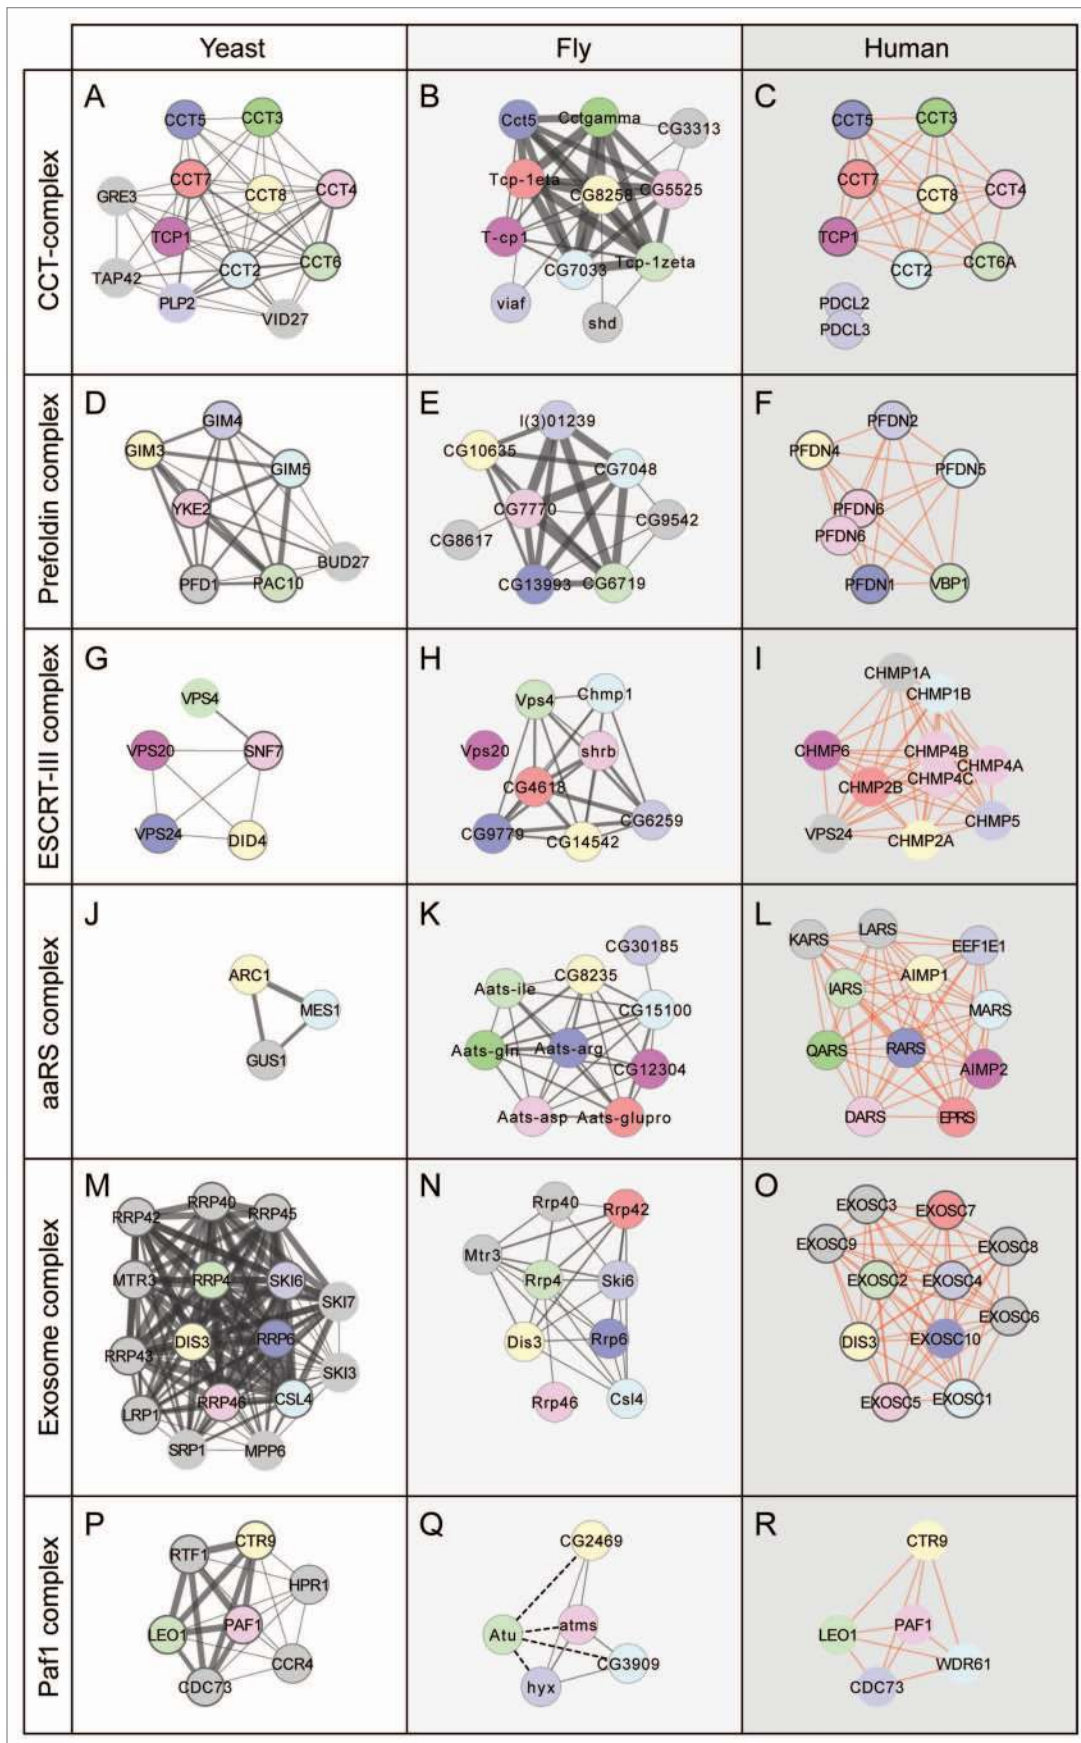 Yeast
Fly
Human
CCT-complex
A
CCT5
CCT3
CCT7
CCT4
GRE3
CCT8
TCP1
CCT2
CCT6
TAP42
PLP2
VID27
B
Cct5
Cctgamma
CG3313
Tcp-1eta
CG8258
CG5525
T-cp1
CG7033
Tcp-1zeta
viaf
shd
C
CCT5
CCT3
CCT7
CCT8
CCT4
TCP1
CCT2
CCT6A
PDCL2
PDCL3
Prefoldin complex
D
GIM4
GIM3
GIM5
YKE2
PFD1
PAC10
BUD27
E
l(3)01239
CG10635
CG7048
CG7770
CG9542
CG8617
CG13993
CG6719
F
PFDN2
PFDN4
PFDN5
PFDN6
PFDN6
PFDN1
VBP1
ESCRT-III complex
G
VPS4
VPS20
SNF7
VPS24
DID4
H
Vps4
Chmp1
Vps20
shrb
CG4618
CG9779
CG14542
CG6259
I
CHMP1A
CHMP1B
CHMP6
CHMP4B
CHMP4A
CHMP2B
CHMP4C
VPS24
CHMP2A
CHMP5
aaRS complex
J
ARC1
MES1
GUS1
K
CG30185
Aats-ile
CG8235
CG15100
Aats-gln
Aats-arg
CG12304
Aats-asp
Aats-glupro
L
KARS
LARS
EEF1E1
IARS
AIMP1
MARS
QARS
RARS
AIMP2
DARS
EPRS
Exosome complex
M
RRP42
RRP40
RRP45
MTR3
RRP4
SKI6
SKI7
RRP43
DIS3
RRP6
SKI3
LRP1
RRP46
CSL4
SRP1
MPP6
N
Rrp40
Rrp42
Mtr3
Rrp4
Ski6
Dis3
Rrp6
Rrp46
Csl4
O
EXOSC3
EXOSC7
EXOSC9
EXOSC8
EXOSC2
EXOSC4
EXOSC6
DIS3
EXOSC10
EXOSC5
EXOSC1
Paf1 complex
P
RTF1
CTR9
HPR1
LEO1
PAF1
CDC73
CCR4
Q
CG2469
Atu
atms
CG3909
hyx
R
CTR9
LEO1
PAF1
CDC73
WDR61